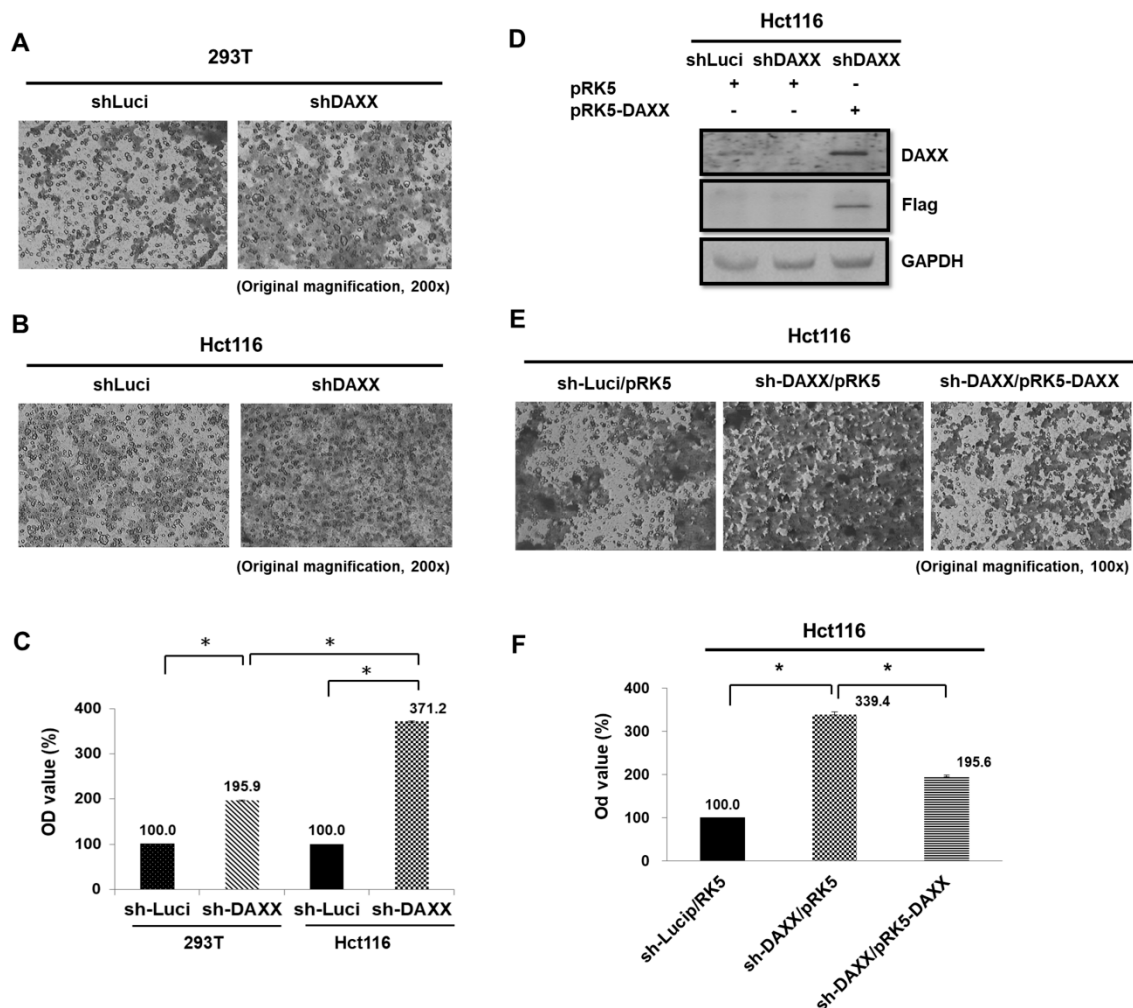 A
293T
shLuci shDAXX
(Original magnification, 200x)
B
Hct116
shLuci shDAXX
(Original magnification, 200x)
C
* *
*
OD value (%)
400
300
200
100
0
100.0 195.9 100.0 371.2
sh-Luci sh-DAXX sh-Luci sh-DAXX
293T Hct116
D
Hct116
shLuci shDAXX shDAXX
pRK5 + + -
pRK5-DAXX - - +
DAXX
Flag
GAPDH
E
Hct116
sh-Luci/pRK5 sh-DAXX/pRK5 sh-DAXX/pRK5-DAXX
(Original magnification, 100x)
F
Hct116
* *
Od value (%)
400
300
200
100
0
100.0 339.4 195.6
sh-Lucip/RK5
sh-DAXX/pRK5
sh-DAXX/pRK5-DAXX